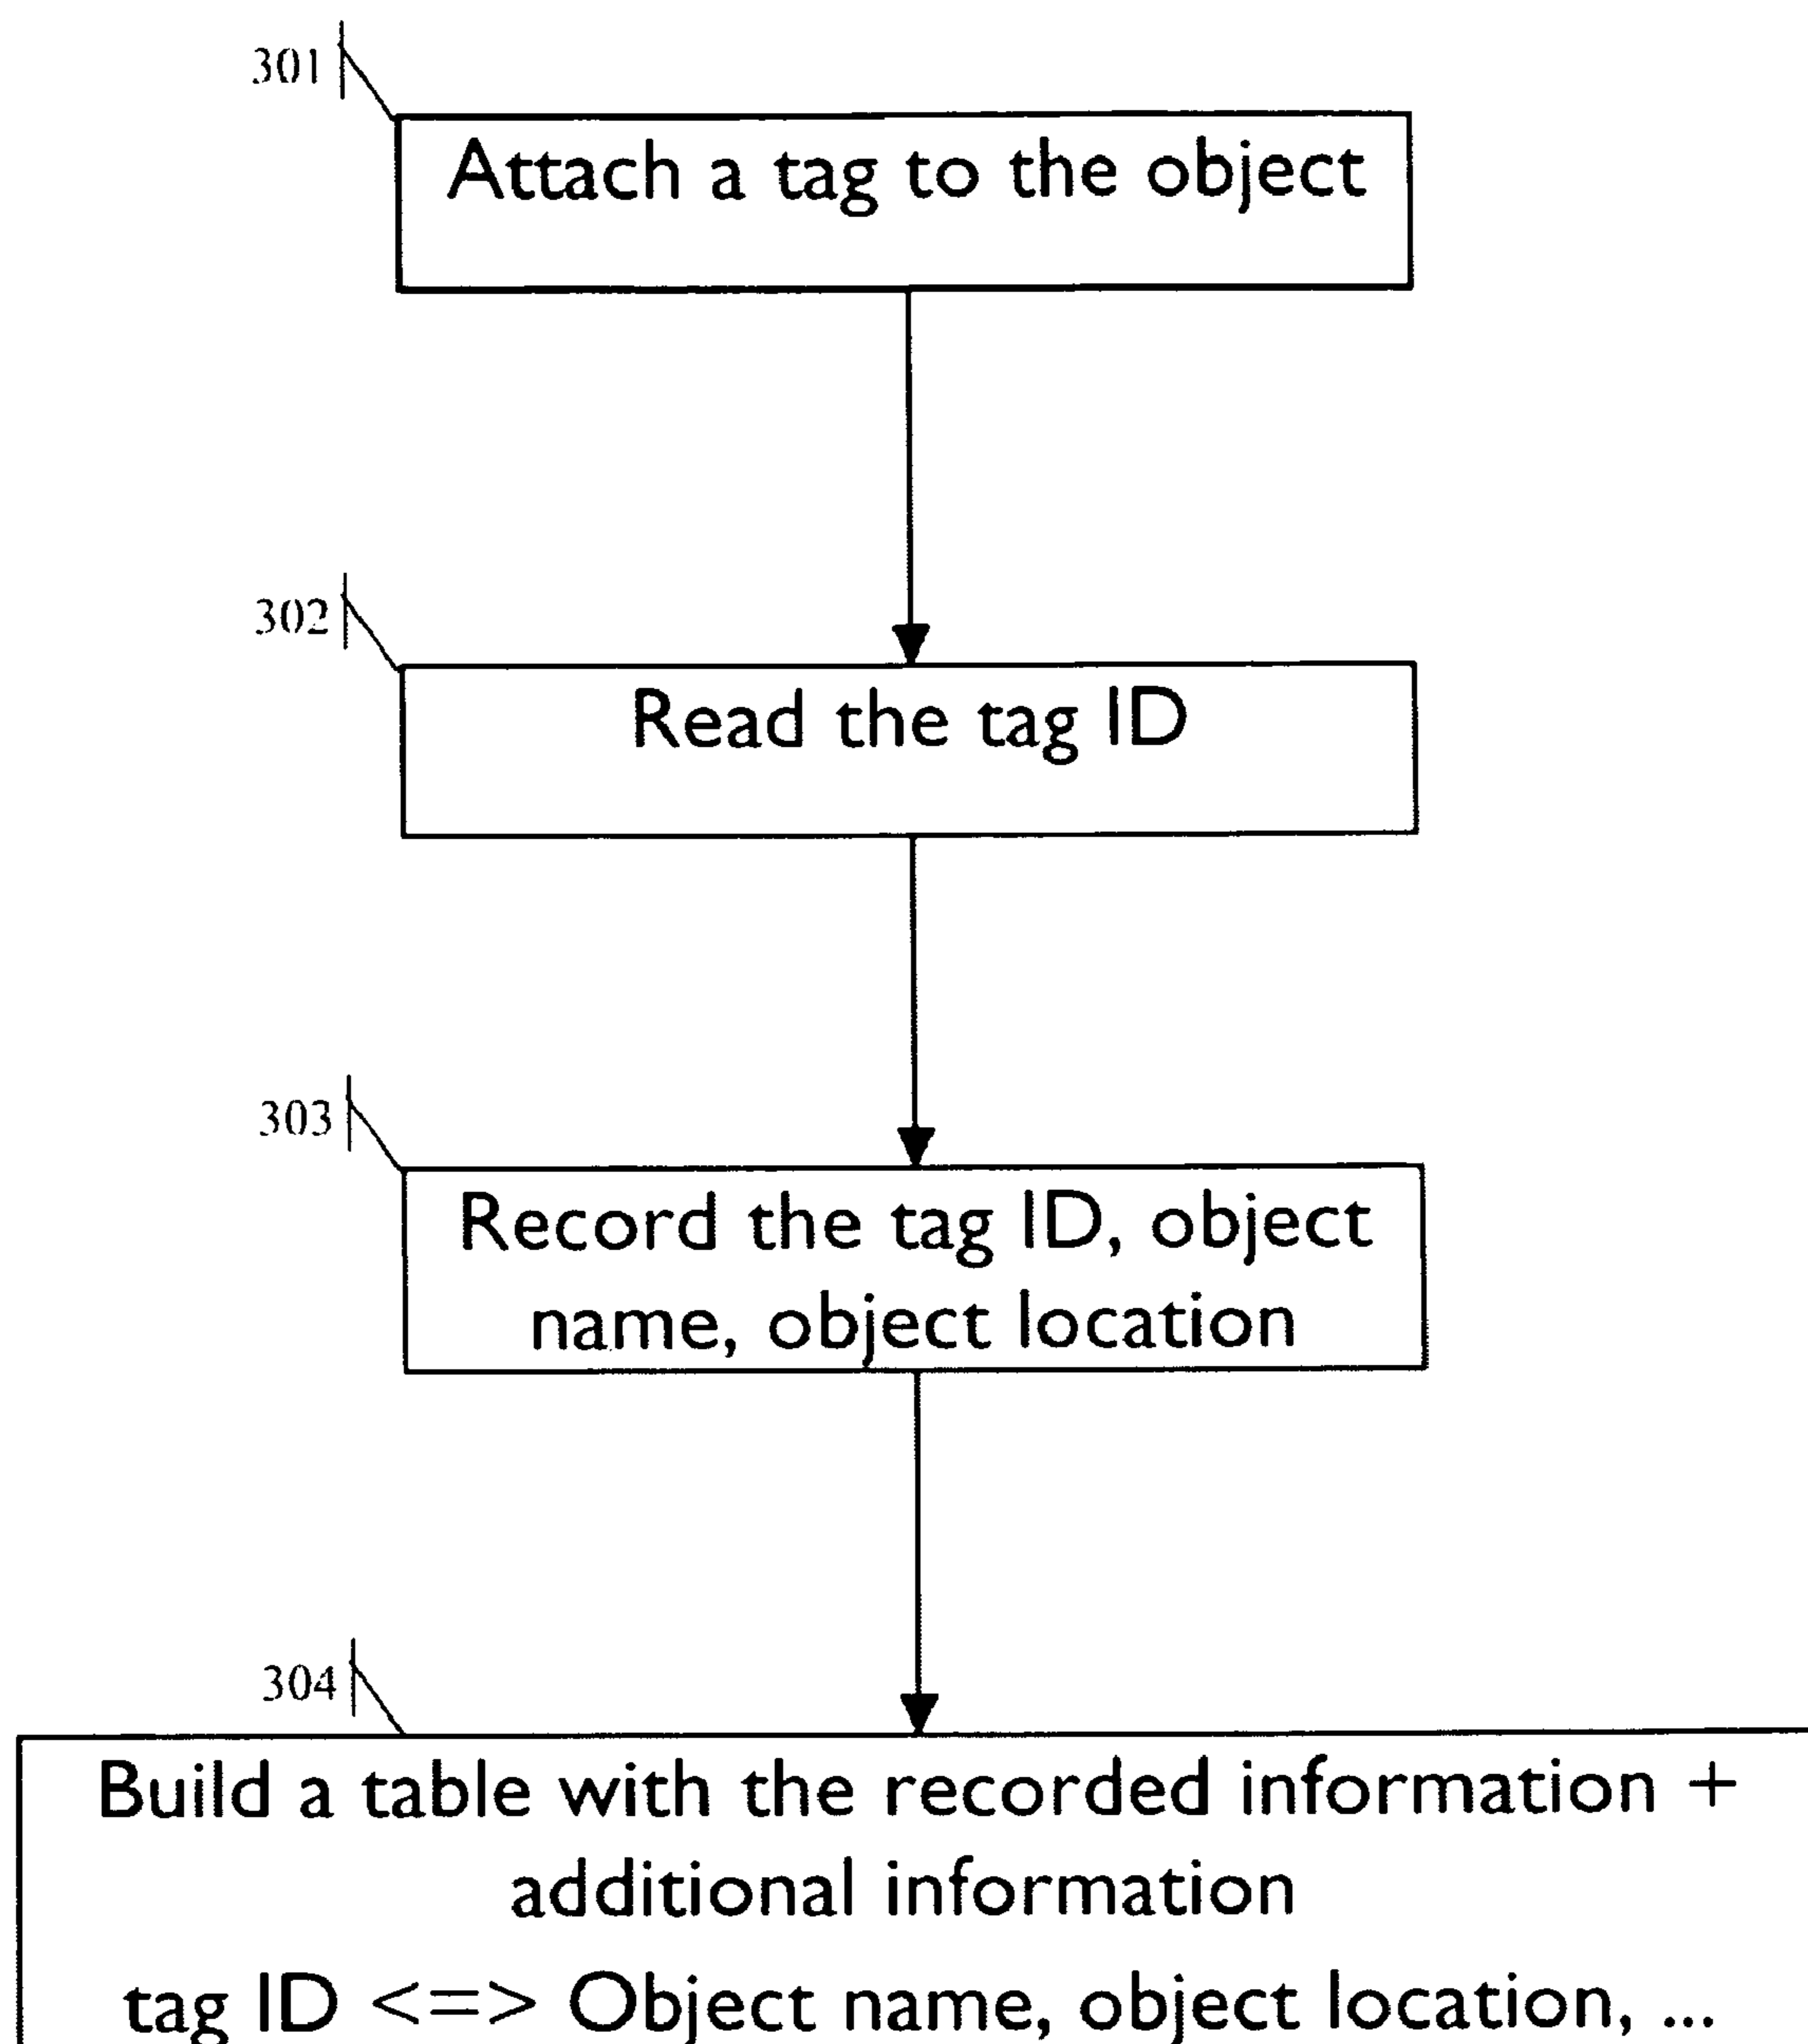 301
Attach a tag to the object
302
Read the tag ID
303
Record the tag ID, object
name, object location
304
Build a table with the recorded information +
additional information
tag ID <=> Object name, object location, ...